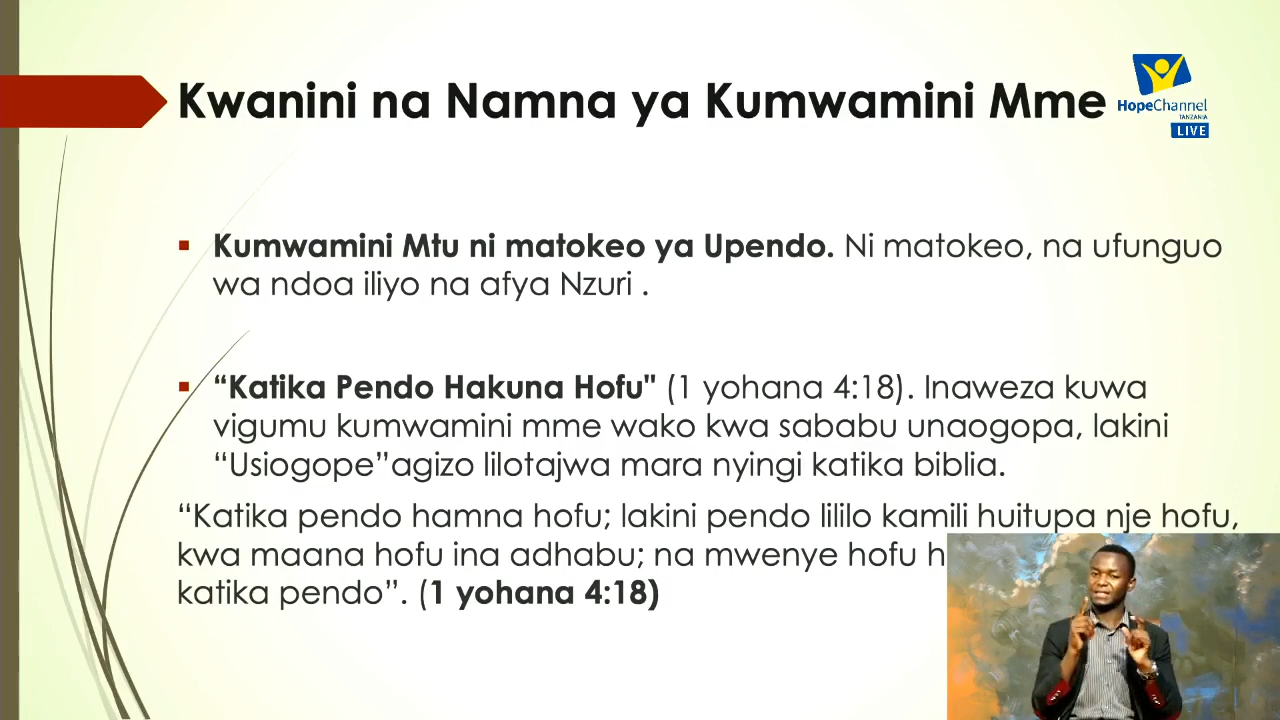 Kwanini na Namna ya Kumwamini Mme
HopeChannel
TANZANIA
LIVE
▪ Kumwamini Mtu ni matokeo ya Upendo. Ni matokeo, na ufunguo
wa ndoa iliyo na afya Nzuri .
▪ “Katika Pendo Hakuna Hofu" (1 yohana 4:18). Inaweza kuwa
vigumu kumwamini mme wako kwa sababu unaogopa, lakini
“Usiogope”agizo lilotajwa mara nyingi katika biblia.
“Katika pendo hamna hofu; lakini pendo lililo kamili huitupa nje hofu,
kwa maana hofu ina adhabu; na mwenye hofu
katika pendo”. (1 yohana 4:18)